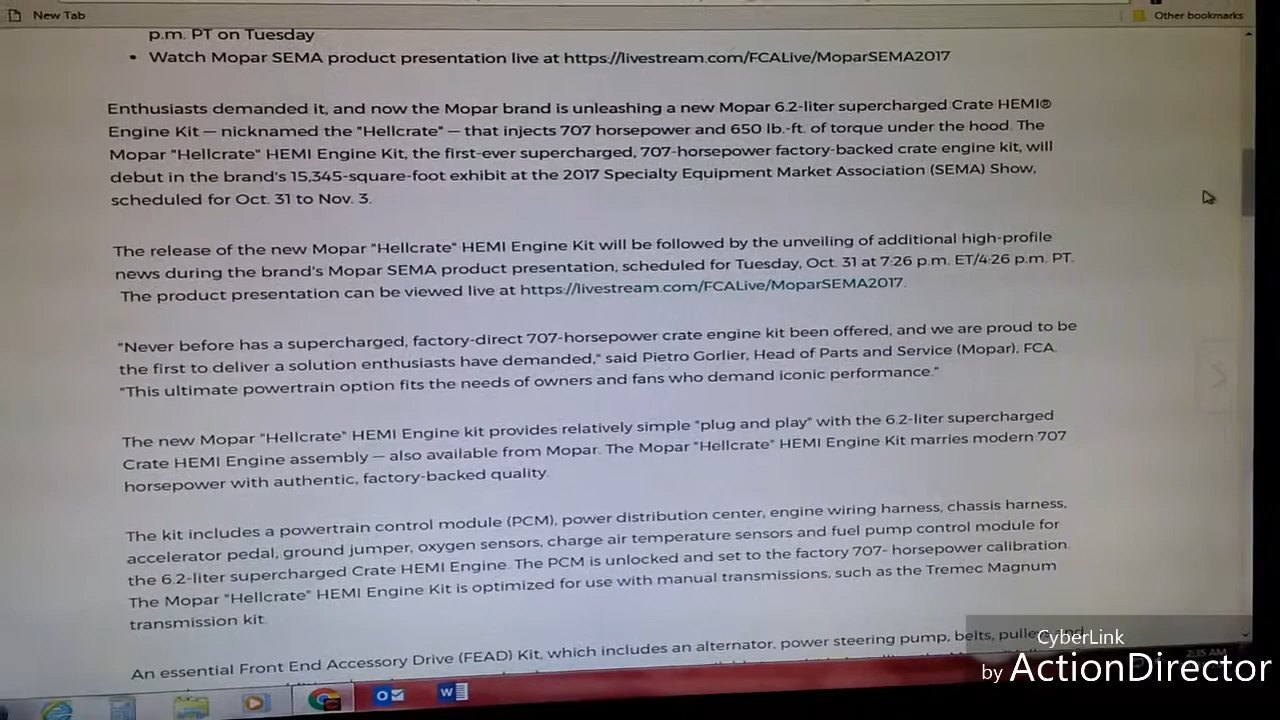 New Tab
Other bookmarks
p.m. PT on Tuesday
• Watch Mopar SEMA product presentation live at https://livestream.com/FCALive/MoparSEMA2017
Enthusiasts demanded it, and now the Mopar brand is unleashing a new Mopar 6.2-liter supercharged Crate HEMI®
Engine Kit — nicknamed the "Hellcrate" — that injects 707 horsepower and 650 lb.-ft. of torque under the hood. The
Mopar "Hellcrate" HEMI Engine Kit, the first-ever supercharged, 707-horsepower factory-backed crate engine kit, will
debut in the brand's 15,345-square-foot exhibit at the 2017 Specialty Equipment Market Association (SEMA) Show,
scheduled for Oct. 31 to Nov. 3.
The release of the new Mopar "Hellcrate" HEMI Engine Kit will be followed by the unveiling of additional high-profile
news during the brand's Mopar SEMA product presentation, scheduled for Tuesday, Oct. 31 at 7:26 p.m. ET/4:26 p.m. PT.
The product presentation can be viewed live at https://livestream.com/FCALive/MoparSEMA2017.
"Never before has a supercharged, factory-direct 707-horsepower crate engine kit been offered, and we are proud to be
the first to deliver a solution enthusiasts have demanded," said Pietro Gorlier, Head of Parts and Service (Mopar), FCA.
"This ultimate powertrain option fits the needs of owners and fans who demand iconic performance."
The new Mopar "Hellcrate" HEMI Engine kit provides relatively simple "plug and play" with the 6.2-liter supercharged
Crate HEMI Engine assembly — also available from Mopar. The Mopar "Hellcrate" HEMI Engine Kit marries modern 707
horsepower with authentic, factory-backed quality.
The kit includes a powertrain control module (PCM), power distribution center, engine wiring harness, chassis harness,
accelerator pedal, ground jumper, oxygen sensors, charge air temperature sensors and fuel pump control module for
the 6.2-liter supercharged Crate HEMI Engine. The PCM is unlocked and set to the factory 707- horsepower calibration.
The Mopar "Hellcrate" HEMI Engine Kit is optimized for use with manual transmissions, such as the Tremec Magnum
transmission kit.
An essential Front End Accessory Drive (FEAD) Kit, which includes an alternator, power steering pump, belts,
2:35 AM
CyberLink
by ActionDirector